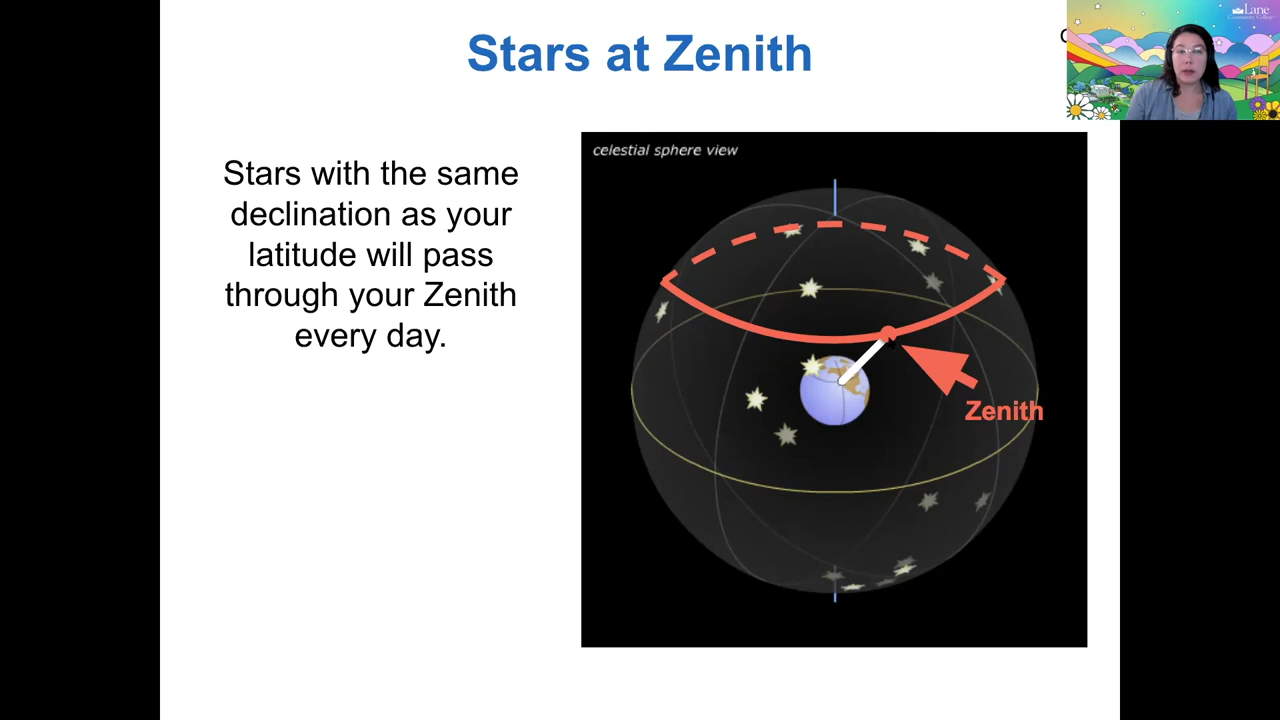 Stars at Zenith
Lane
Community College
Stars with the same
declination as your
latitude will pass
through your Zenith
every day.
celestial sphere view
Zenith